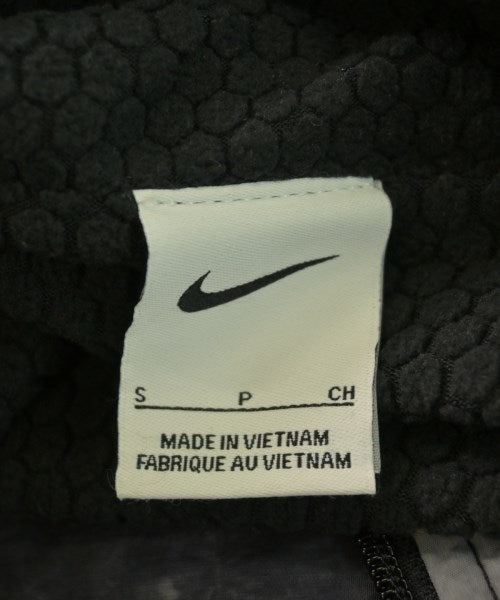 S P CH
MADE IN VIETNAM
FABRIQUE AU VIETNAM